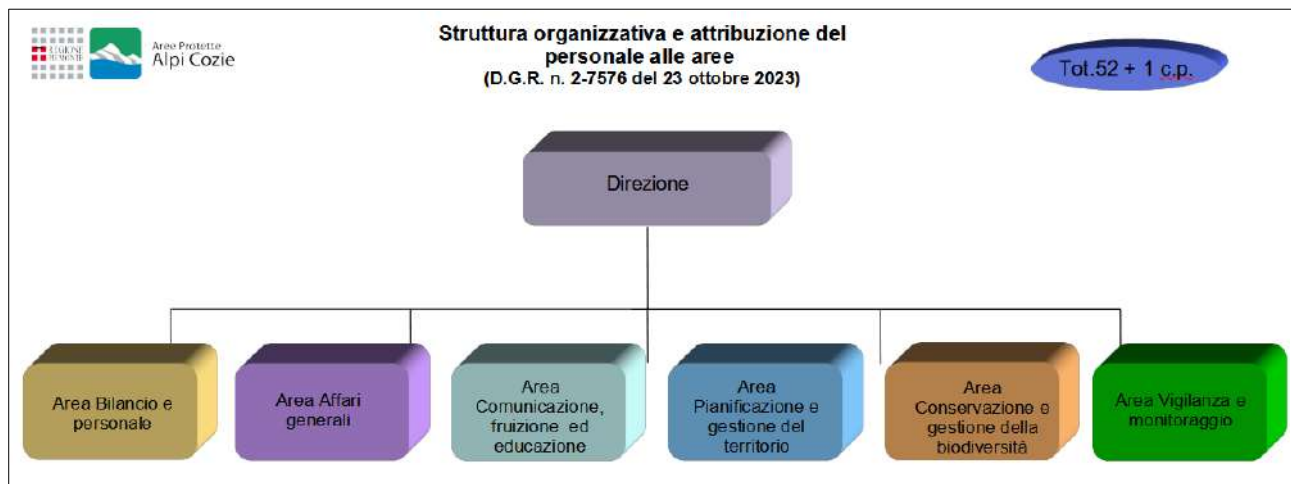 REGIONE
PIEMONTE
Aree Protette
Alpi Cozie
Struttura organizzativa e attribuzione del
personale alle aree
(D.G.R. n. 2-7576 del 23 ottobre 2023)
Tot.52 + 1 c.p.
Direzione
Area Bilancio e
personale
Area Affari
generali
Area
Comunicazione,
fruizione ed
educazione
Area
Pianificazione e
gestione del
territorio
Area
Conservazione e
gestione della
biodiversità
Area Vigilanza e
monitoraggio